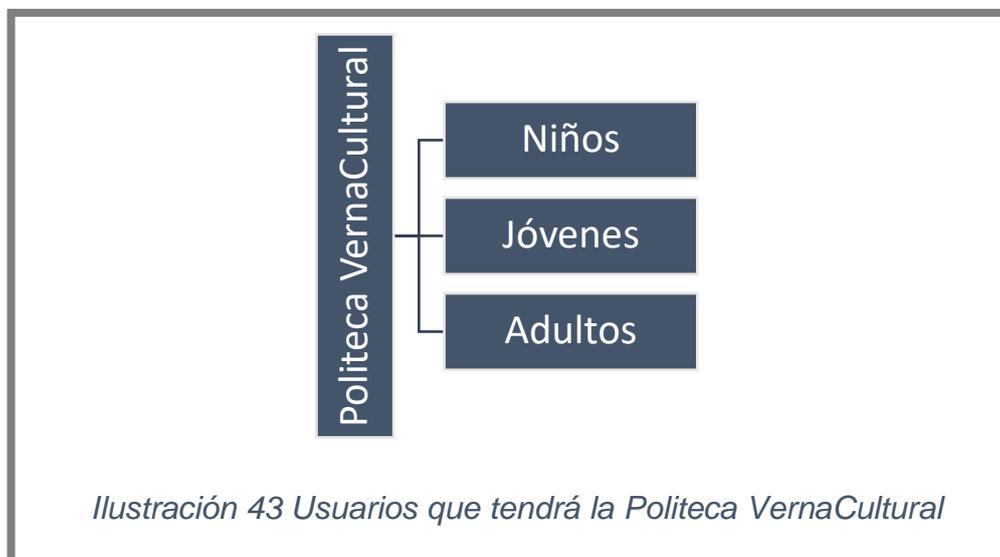 Politeca VernaCultural
Niños
Jóvenes
Adultos
Ilustración 43 Usuarios que tendrá la Politeca VernaCultural